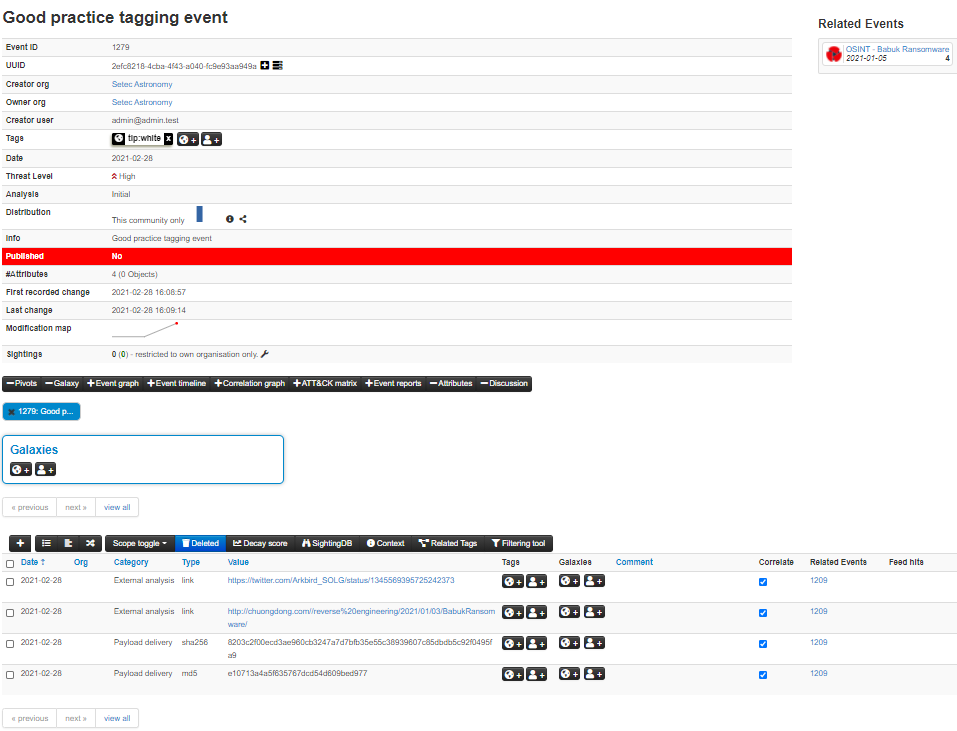 Good practice tagging event
Related Events
OSINT - Babuk Ransomware
2021-01-05 4
Event ID 1279
UUID 2efc8218-4cba-4f43-a040-fc9e93aa949a
Creator org Setec Astronomy
Owner org Setec Astronomy
Creator user admin@admin.test
Tags tlp:white x + +
Date 2021-02-28
Threat Level High
Analysis Initial
Distribution This community only
Info Good practice tagging event
Published No
#Attributes 4 (0 Objects)
First recorded change 2021-02-28 16:08:57
Last change 2021-02-28 16:09:14
Modification map
Sightings 0 (0) - restricted to own organisation only.
Pivots Galaxy Event graph Event timeline Correlation graph ATT&CK matrix Event reports Attributes Discussion
1279: Good p...
Galaxies
+ +
« previous next » view all
Scope toggle Deleted Decay score SightingDB Context Related Tags Filtering tool
Date ↑ Org Category Type Value Tags Galaxies Comment Correlate Related Events Feed hits
2021-02-28 External analysis link https://twitter.com/Arkbird_SOLG/status/1345569395725242373 + + + + 1209
2021-02-28 External analysis link http://chuongdong.com//reverse%20engineering/2021/01/03/BabukRansom + + + + 1209
ware/
2021-02-28 Payload delivery sha256 8203c2f00ecd3ae960cb3247a7d7bfb35e55c38939607c85dbdb5c92f0495f + + + + 1209
a9
2021-02-28 Payload delivery md5 e10713a4a5f635767dcd54d609bed977 + + + + 1209
« previous next » view all